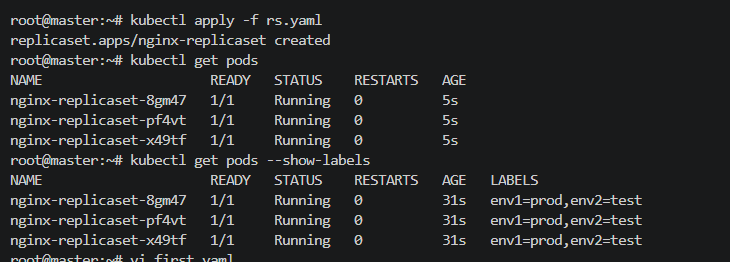 root@master:~# kubectl apply -f rs.yaml
replicaset.apps/nginx-replicaset created
root@master:~# kubectl get pods
NAME                     READY   STATUS    RESTARTS   AGE
nginx-replicaset-8gm47   1/1     Running   0          5s
nginx-replicaset-pf4vt   1/1     Running   0          5s
nginx-replicaset-x49tf   1/1     Running   0          5s
root@master:~# kubectl get pods --show-labels
NAME                     READY   STATUS    RESTARTS   AGE   LABELS
nginx-replicaset-8gm47   1/1     Running   0          31s   env1=prod,env2=test
nginx-replicaset-pf4vt   1/1     Running   0          31s   env1=prod,env2=test
nginx-replicaset-x49tf   1/1     Running   0          31s   env1=prod,env2=test
root@master:~# vi first.yaml